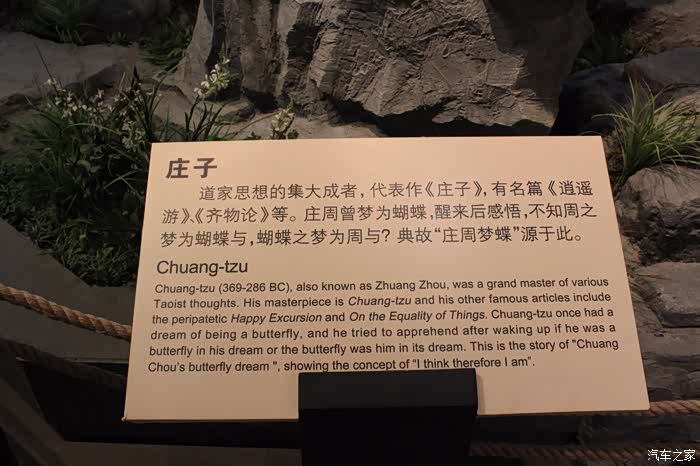 庄子
道家思想的集大成者，代表作《庄子》，有名篇《逍遥
游》、《齐物论》等。庄周曾梦为蝴蝶，醒来后感悟，不知周之
梦为蝴蝶与，蝴蝶之梦为周与？典故“庄周梦蝶”源于此。
Chuang-tzu
Chuang-tzu (369-286 BC), also known as Zhuang Zhou, was a grand master of various
Taoist thoughts. His masterpiece is Chuang-tzu and his other famous articles include
the peripatetic Happy Excursion and On the Equality of Things. Chuang-tzu once had a
dream of being a butterfly, and he tried to apprehend after waking up if he was a
butterfly in his dream or the butterfly was him in its dream. This is the story of "Chuang
Chou's butterfly dream ", showing the concept of “I think therefore I am”.
汽车之家